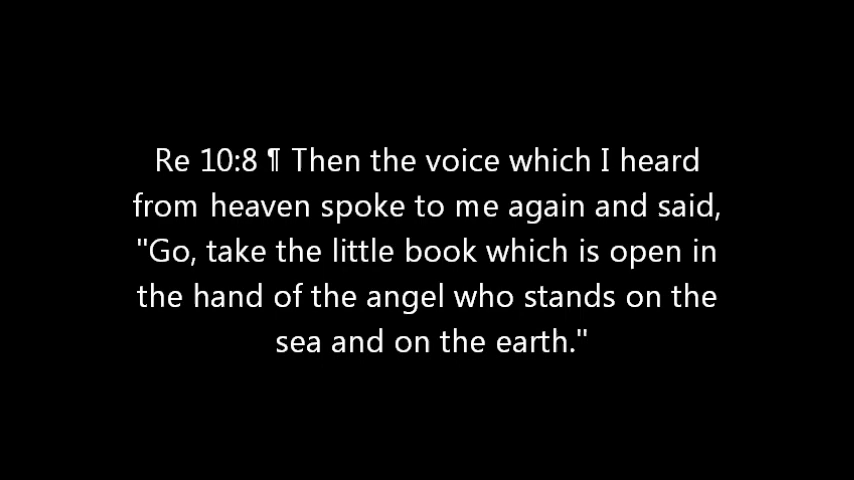 Re 10:8 ¶ Then the voice which I heard
from heaven spoke to me again and said,
"Go, take the little book which is open in
the hand of the angel who stands on the
sea and on the earth."